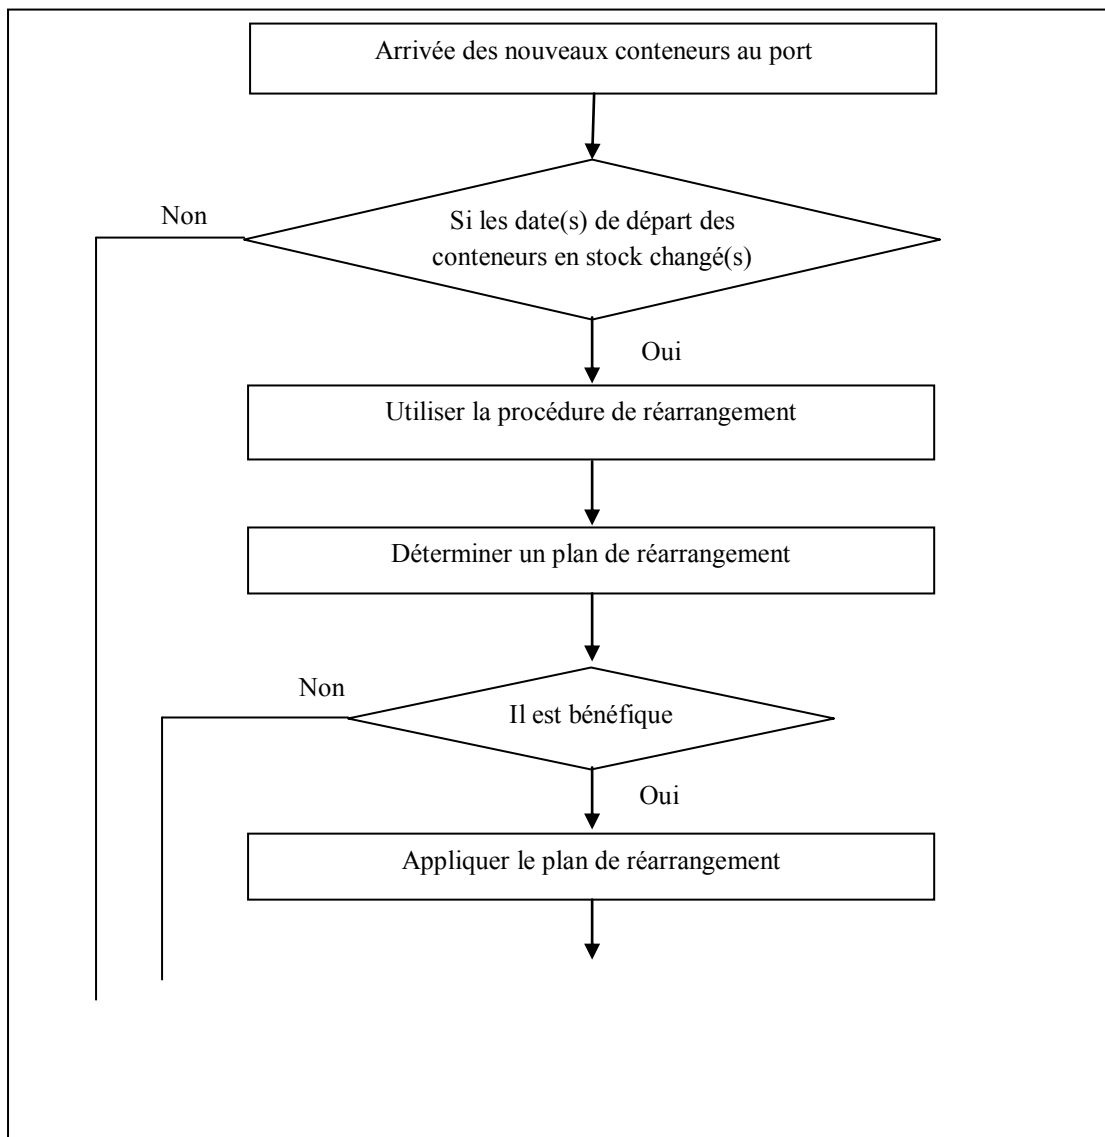 Arrivée des nouveaux conteneurs au port
Non
Si les date(s) de départ des
conteneurs en stock changé(s)
Oui
Utiliser la procédure de réarrangement
Déterminer un plan de réarrangement
Non
Il est bénéfique
Oui
Appliquer le plan de réarrangement